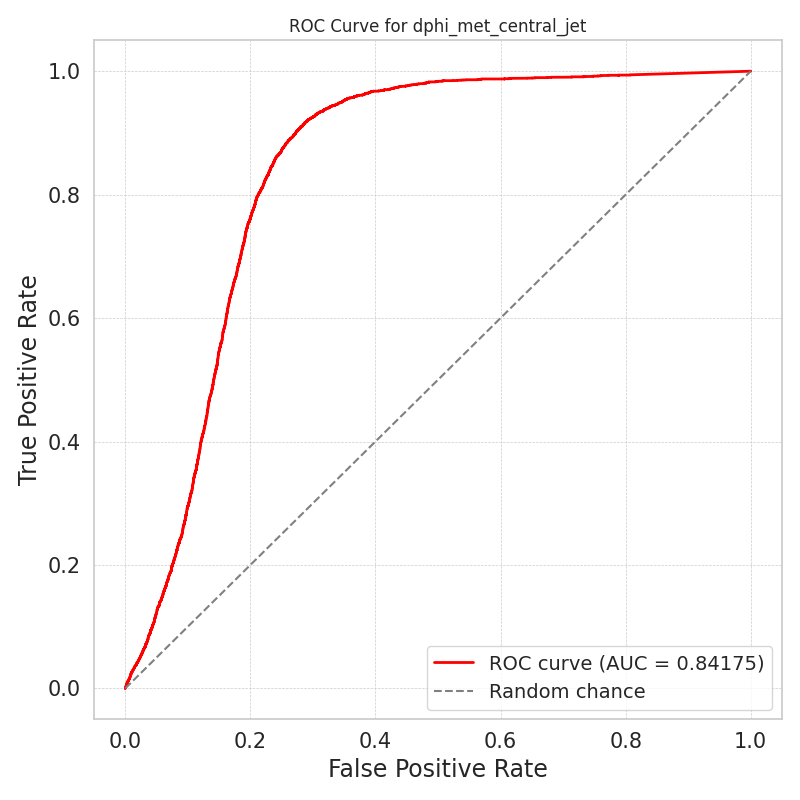 ROC Curve for dphi_met_central_jet
True Positive Rate
1.0
0.8
0.6
0.4
0.2
0.0
ROC curve (AUC = 0.84175)
Random chance
0.0 0.2 0.4 0.6 0.8 1.0
False Positive Rate